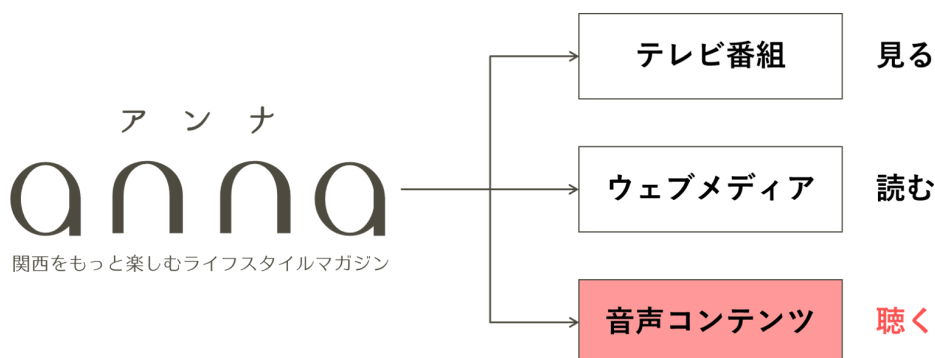 アンナ
anna
関西をもっと楽しむライフスタイルマガジン
テレビ番組 見る
ウェブメディア 読む
音声コンテンツ 聴く